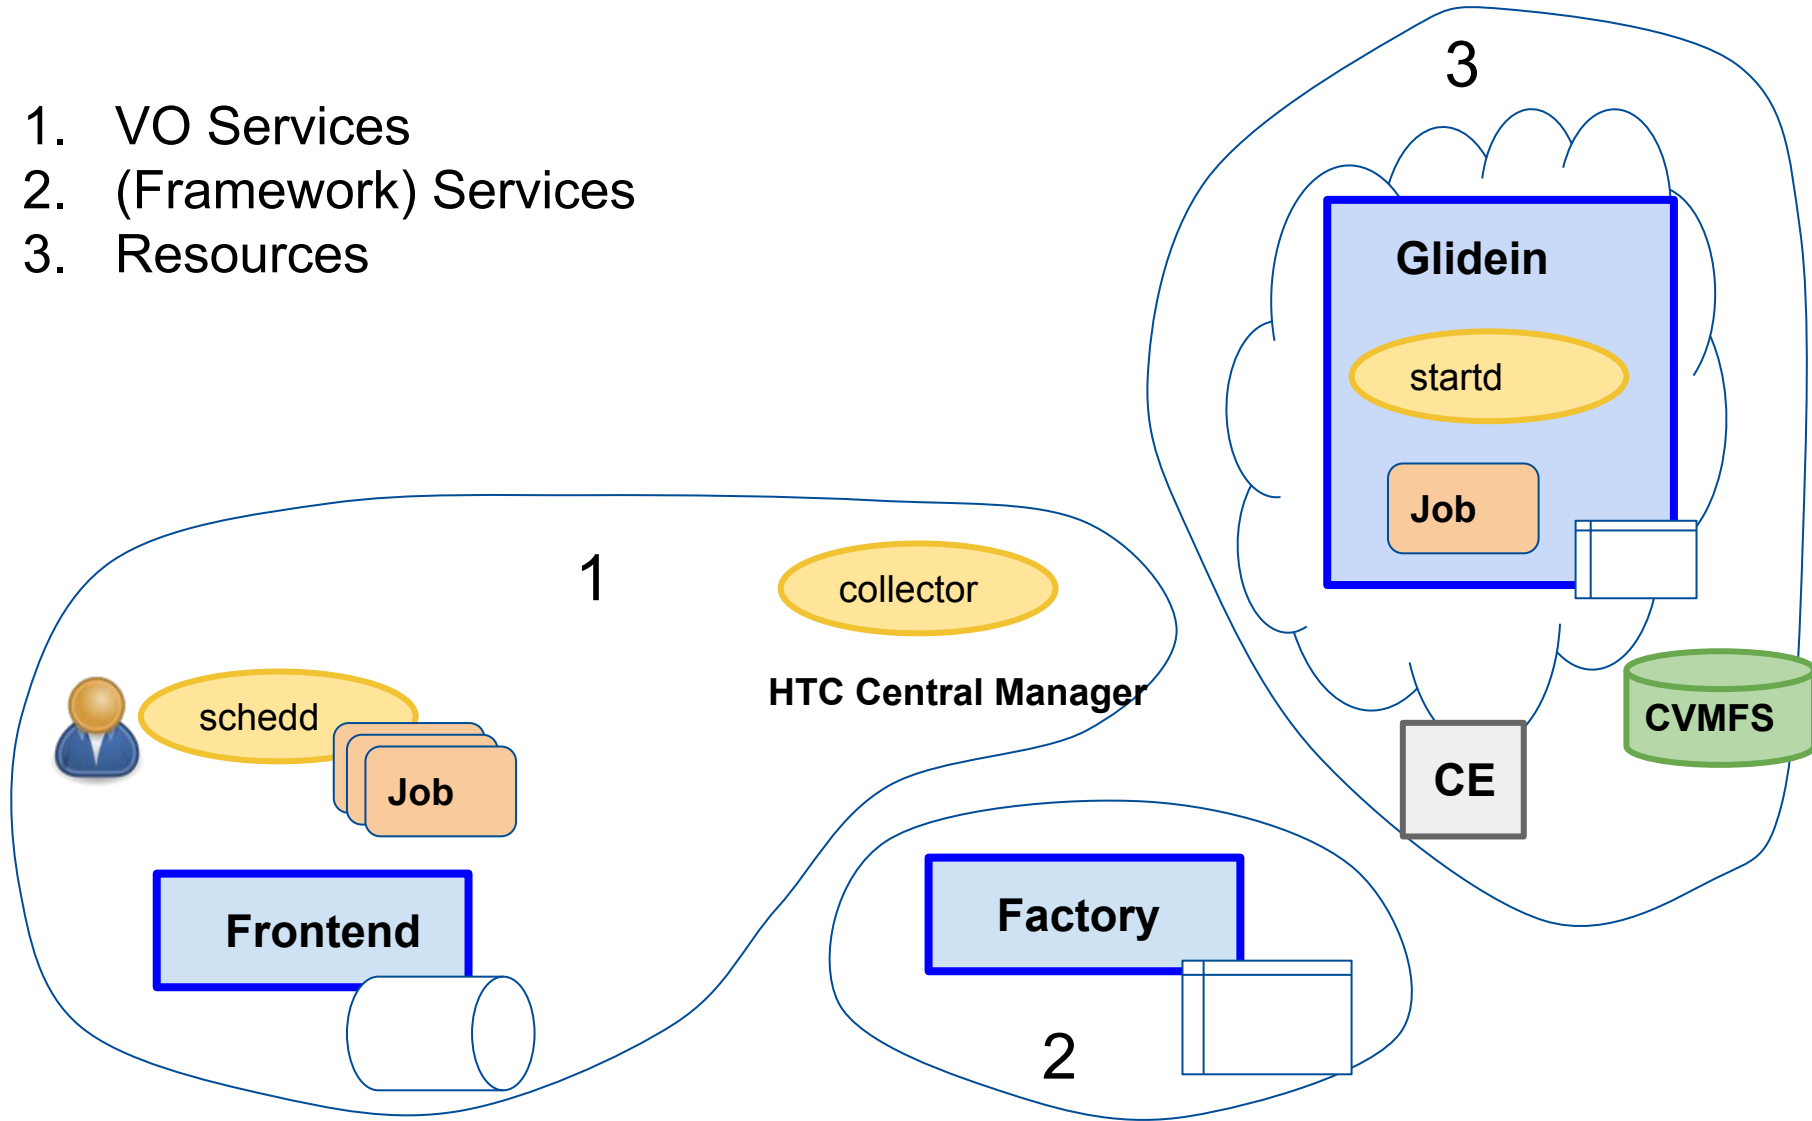 1. VO Services
2. (Framework) Services
3. Resources
3
Glidein
startd
Job
1
collector
HTC Central Manager
schedd
Job
CVMFS
CE
Frontend
Factory
2